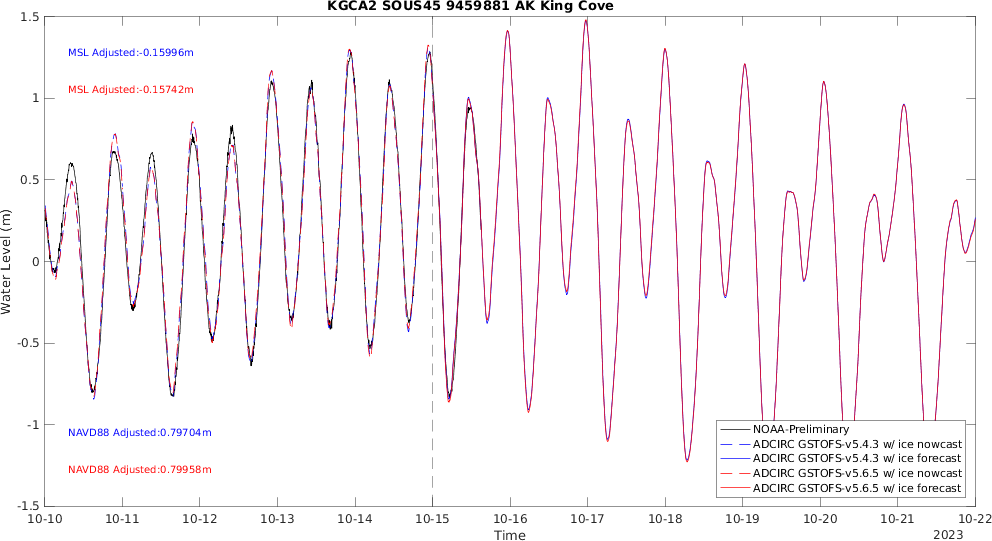 KGCA2 SOUS45 9459881 AK King Cove
1.5
1
0.5
0
-0.5
-1
-1.5
Water Level (m)
MSL Adjusted:-0.15996m
MSL Adjusted:-0.15742m
NAVD88 Adjusted:0.79704m
NAVD88 Adjusted:0.79958m
NOAA-Preliminary
ADCIRC GSTOFS-v5.4.3 w/ ice nowcast
ADCIRC GSTOFS-v5.4.3 w/ ice forecast
ADCIRC GSTOFS-v5.6.5 w/ ice nowcast
ADCIRC GSTOFS-v5.6.5 w/ ice forecast
10-10 10-11 10-12 10-13 10-14 10-15 10-16 10-17 10-18 10-19 10-20 10-21 10-22
Time
2023